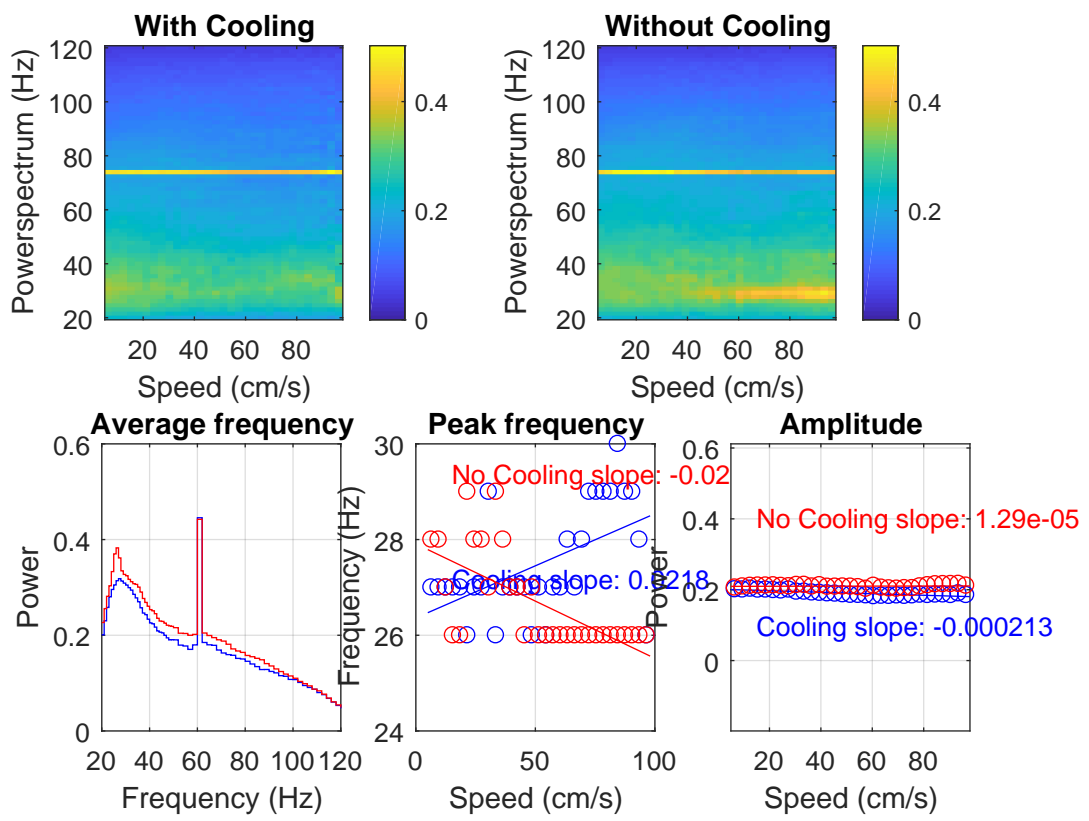 With Cooling
Powerspectrum (Hz)
120
100
80
60
40
20
20 40 60 80
Speed (cm/s)
0.4
0.2
0
Without Cooling
Powerspectrum (Hz)
120
100
80
60
40
20
20 40 60 80
Speed (cm/s)
0.4
0.2
0
Average frequency
Power
0.6
0.4
0.2
0
20 40 60 80 100 120
Frequency (Hz)
Peak frequency
Frequency (Hz)
30
28
26
24
No Cooling slope: -0.02
Cooling slope: 0.0218
0 50 100
Speed (cm/s)
Amplitude
Power
0.6
0.4
0.2
0
No Cooling slope: 1.29e-05
Cooling slope: -0.000213
20 40 60 80
Speed (cm/s)